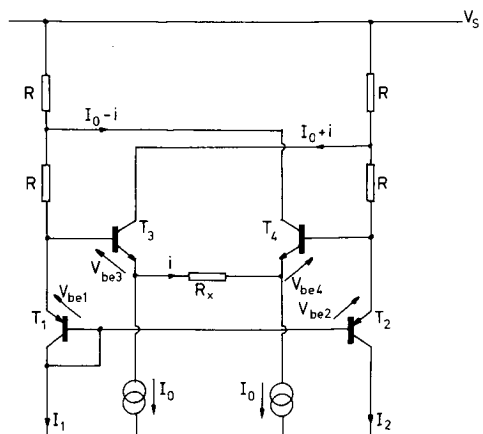 V_S
R
R
I_0-i
I_0+i
R
R
T_3
T_4
V_be3
i
R_x
V_be4
V_be1
V_be2
T_1
T_2
I_0
I_0
I_1
I_2